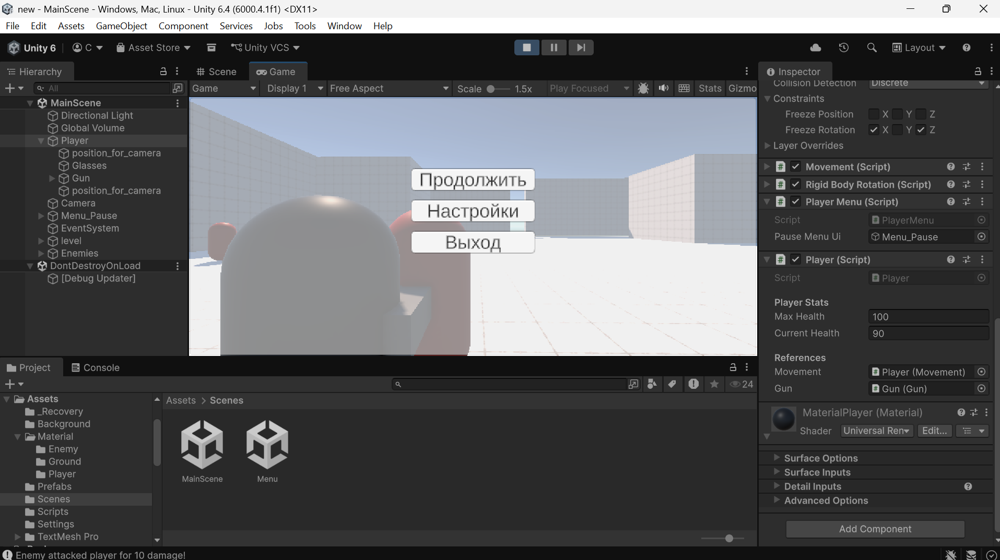 new - MainScene - Windows, Mac, Linux - Unity 6.4 (6000.4.1f1) <DX11>
File Edit Assets GameObject Component Services Jobs Tools Window Help
Unity 6 C Asset Store Unity VCS Layout
Hierarchy
All
MainScene
Directional Light
Global Volume
Player
position_for_camera
Glasses
Gun
position_for_camera
Camera
Menu_Pause
EventSystem
level
Enemies
DontDestroyOnLoad
[Debug Updater]
Scene Game
Game Display 1 Free Aspect Scale 1.5x Play Focused Stats Gizmo
Продолжить
Настройки
Выход
Inspector
Collision Detection Discrete
Constraints
Freeze Position X Y Z
Freeze Rotation X Y Z
Layer Overrides
Movement (Script)
Rigid Body Rotation (Script)
Player Menu (Script)
Script PlayerMenu
Pause Menu Ui Menu_Pause
Player (Script)
Script Player
Player Stats
Max Health 100
Current Health 90
References
Movement Player (Movement)
Gun Gun (Gun)
MaterialPlayer (Material)
Shader Universal Ren Edit...
Surface Options
Surface Inputs
Detail Inputs
Advanced Options
Add Component
Project Console
24
Assets
_Recovery
Background
Material
Enemy
Ground
Player
Prefabs
Scenes
Scripts
Settings
TextMesh Pro
Assets > Scenes
MainScene Menu
Enemy attacked player for 10 damage!